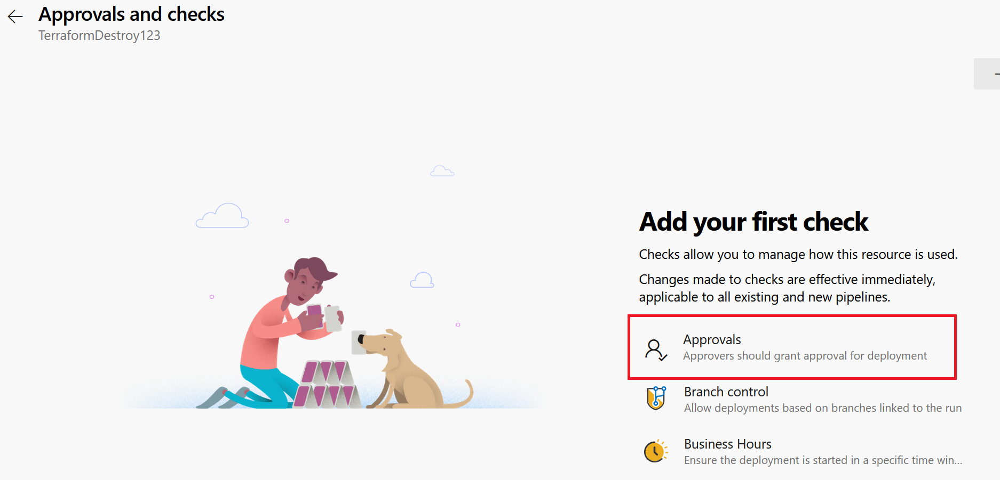 Approvals and checks
TerraformDestroy123
Add your first check
Checks allow you to manage how this resource is used.
Changes made to checks are effective immediately,
applicable to all existing and new pipelines.
Approvals
Approvers should grant approval for deployment
Branch control
Allow deployments based on branches linked to the run
Business Hours
Ensure the deployment is started in a specific time win...